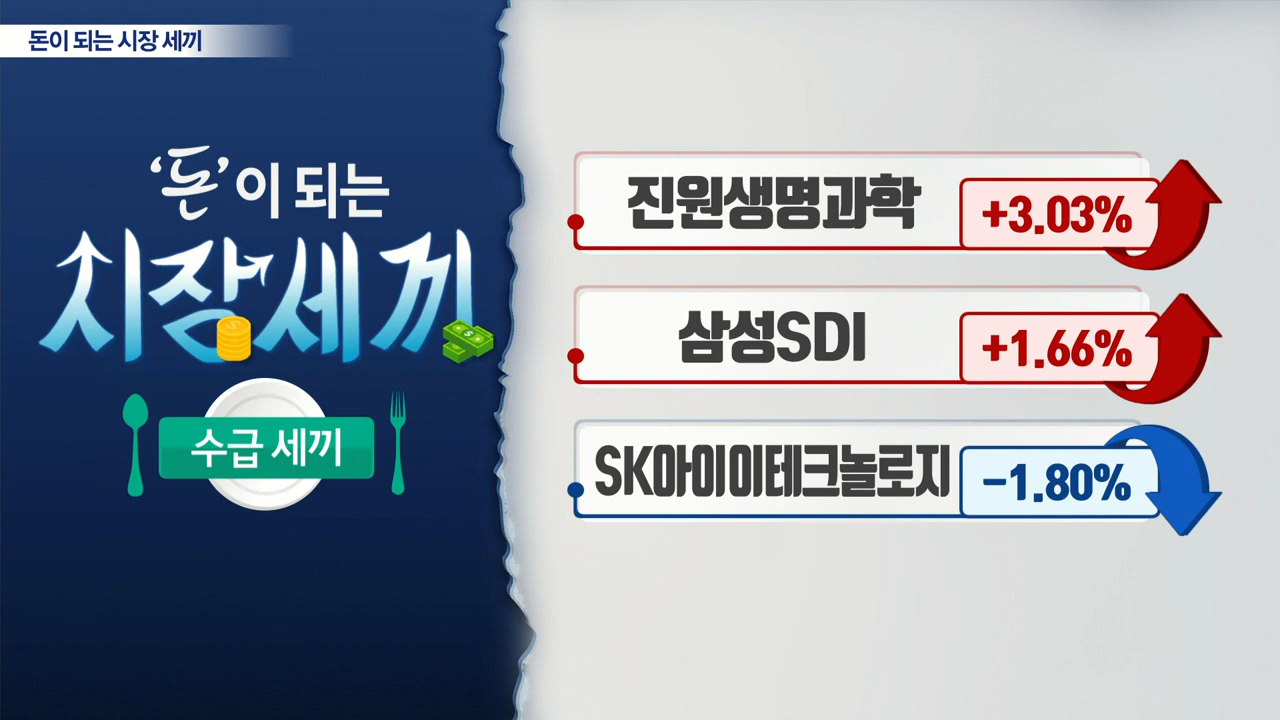 돈이 되는 시장 세끼
‘돈’이 되는
시장세끼
수급 세끼
진원생명과학 +3.03%
삼성SDI +1.66%
SK아이이테크놀로지 -1.80%